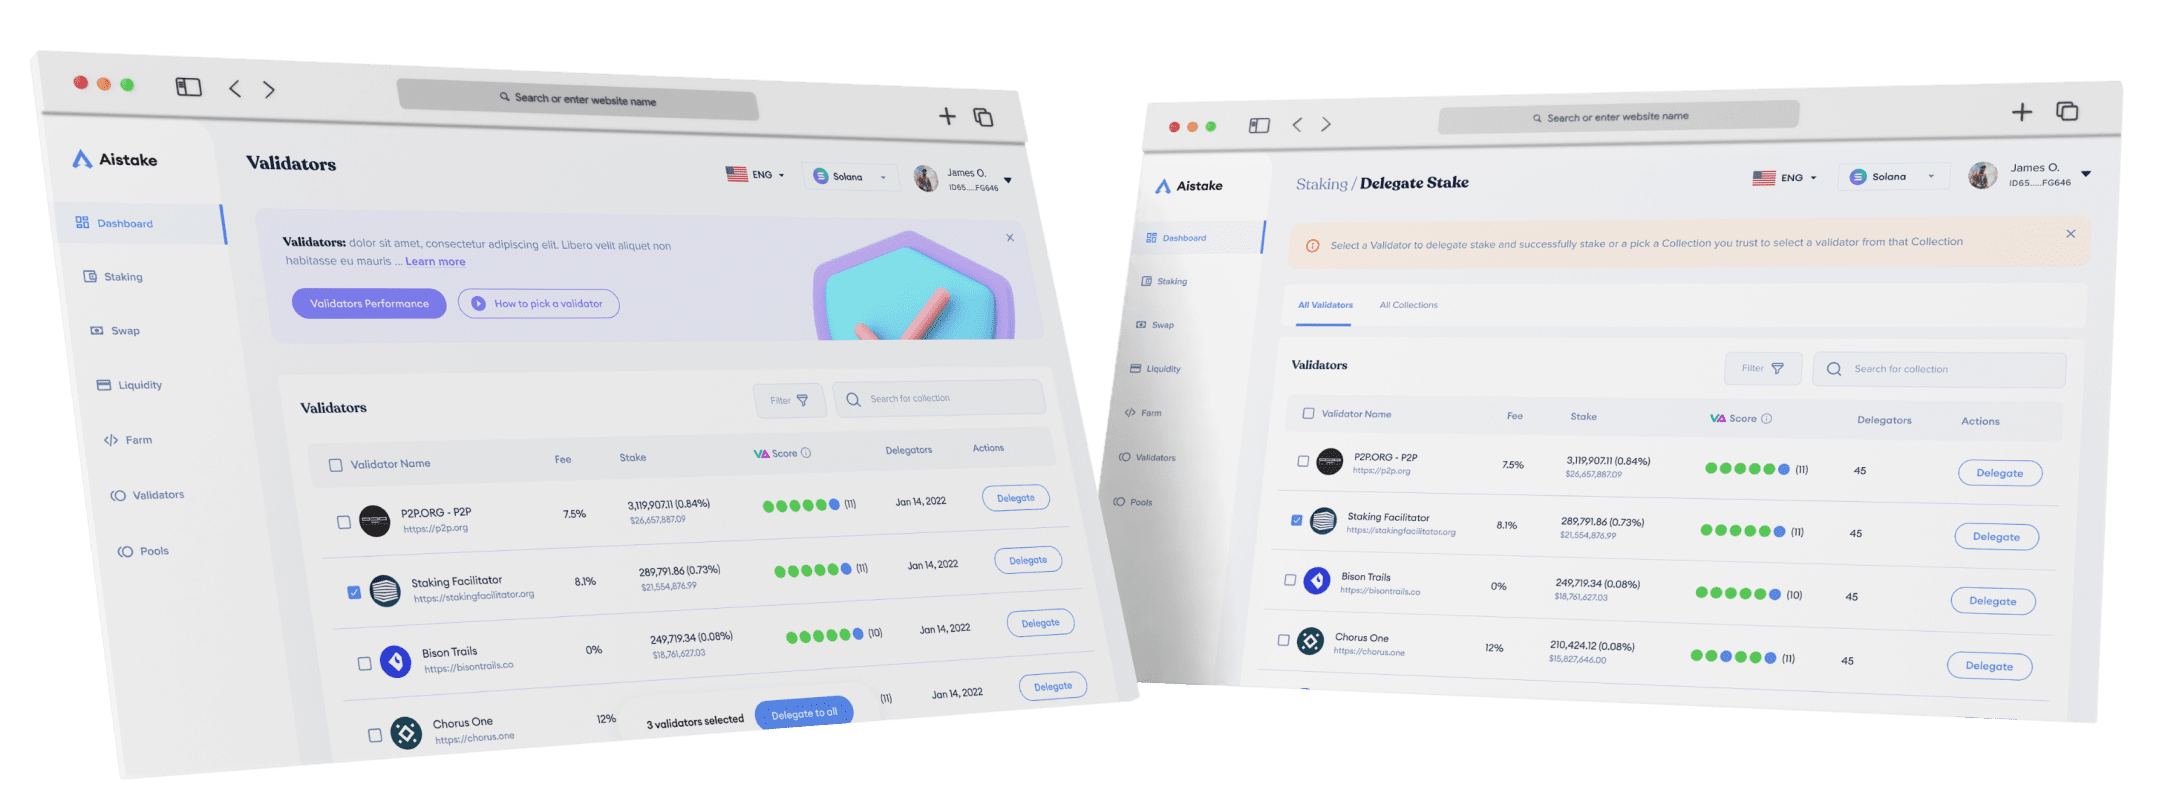 Search or enter website name
Aistake
Validators
ENG
Solana
James O.
ID65.....FG646
Dashboard
Staking
Swap
Liquidity
Farm
Validators
Pools
Validators: dolor sit amet, consectetur adipiscing elit. Libero velit aliquet non
habitasse eu mauris ... Learn more
Validators Performance
How to pick a validator
Validators
Filter
Search for collection
Validator Name
Fee
Stake
VA Score
Delegators
Actions
P2P.ORG - P2P
https://p2p.org
7.5%
3,119,907.11 (0.84%)
$26,657,887.09
(11)
Jan 14, 2022
Delegate
Staking Facilitator
https://stakingfacilitator.org
8.1%
289,791.86 (0.73%)
$21,554,876.99
(11)
Jan 14, 2022
Delegate
Bison Trails
https://bisontrails.co
0%
249,719.34 (0.08%)
$18,761,627.03
(10)
Jan 14, 2022
Delegate
Chorus One
https://chorus.one
12%
(11)
Jan 14, 2022
Delegate
3 validators selected
Delegate to all
Search or enter website name
Aistake
Staking / Delegate Stake
ENG
Solana
James O.
ID65.....FG646
Dashboard
Staking
Swap
Liquidity
Farm
Validators
Pools
Select a Validator to delegate stake and successfully stake or a pick a Collection you trust to select a validator from that Collection
All Validators
All Collections
Validators
Filter
Search for collection
Validator Name
Fee
Stake
VA Score
Delegators
Actions
P2P.ORG - P2P
https://p2p.org
7.5%
3,119,907.11 (0.84%)
$26,657,887.09
(11)
45
Delegate
Staking Facilitator
https://stakingfacilitator.org
8.1%
289,791.86 (0.73%)
$21,554,876.99
(11)
45
Delegate
Bison Trails
https://bisontrails.co
0%
249,719.34 (0.08%)
$18,761,627.03
(10)
45
Delegate
Chorus One
https://chorus.one
12%
210,424.12 (0.08%)
$15,827,646.00
(11)
45
Delegate